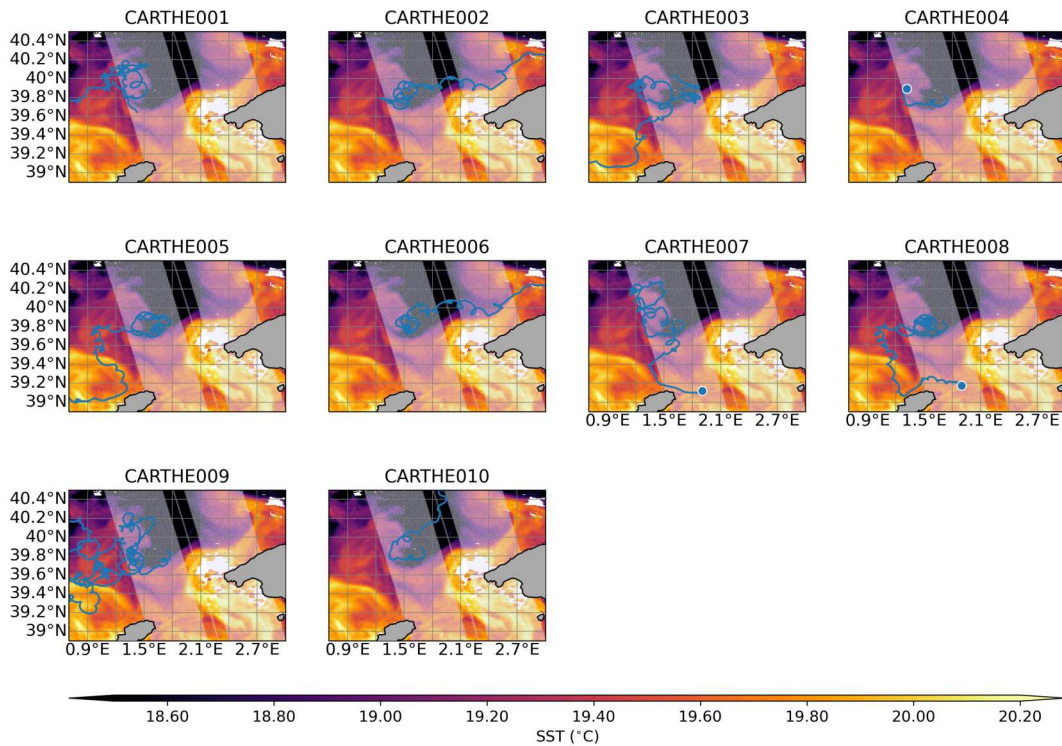 CARTHE001 CARTHE002 CARTHE003 CARTHE004
40.4°N
40.2°N
40°N
39.8°N
39.6°N
39.4°N
39.2°N
39°N
CARTHE005 CARTHE006 CARTHE007 CARTHE008
40.4°N
40.2°N
40°N
39.8°N
39.6°N
39.4°N
39.2°N
39°N
0.9°E 1.5°E 2.1°E 2.7°E 0.9°E 1.5°E 2.1°E 2.7°E
CARTHE009 CARTHE010
40.4°N
40.2°N
40°N
39.8°N
39.6°N
39.4°N
39.2°N
39°N
0.9°E 1.5°E 2.1°E 2.7°E 0.9°E 1.5°E 2.1°E 2.7°E
18.60 18.80 19.00 19.20 19.40 19.60 19.80 20.00 20.20
SST (°C)